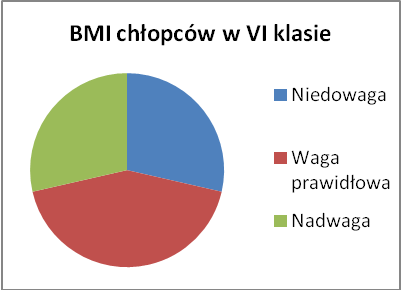 BMI chłopców w VI klasie
Niedowaga
Waga
prawidłowa
Nadwaga